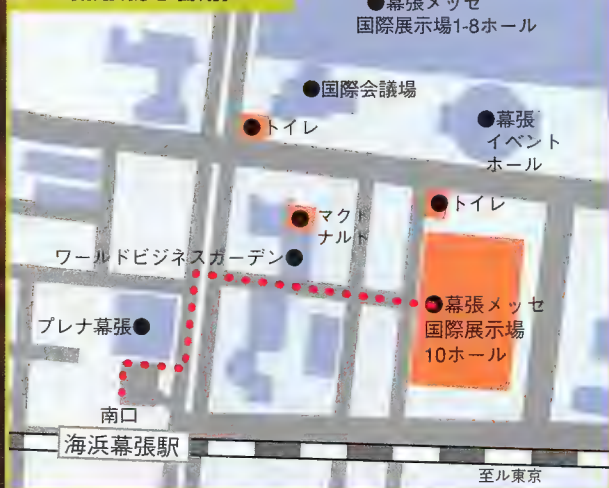 ●幕張メッセ
国際展示場1-8ホール
●国際会議場
●トイレ
●幕張
イベント
ホール
●トイレ
●マクド
ナルド
ワールドビジネスガーデン●
●幕張メッセ
国際展示場
10ホール
プレナ幕張●
南口
海浜幕張駅
至ル東京